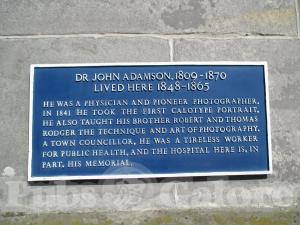 DR JOHN ADAMSON, 1809-1870
LIVED HERE 1848-1865
HE WAS A PHYSICIAN AND PIONEER PHOTOGRAPHER,
IN 1841 HE TOOK THE FIRST CALOTYPE PORTRAIT,
HE ALSO TAUGHT HIS BROTHER ROBERT AND THOMAS
RODGER THE TECHNIQUE AND ART OF PHOTOGRAPHY.
A TOWN COUNCILLOR, HE WAS A TIRELESS WORKER
FOR PUBLIC HEALTH, AND THE HOSPITAL HERE IS, IN
PART, HIS MEMORIAL.